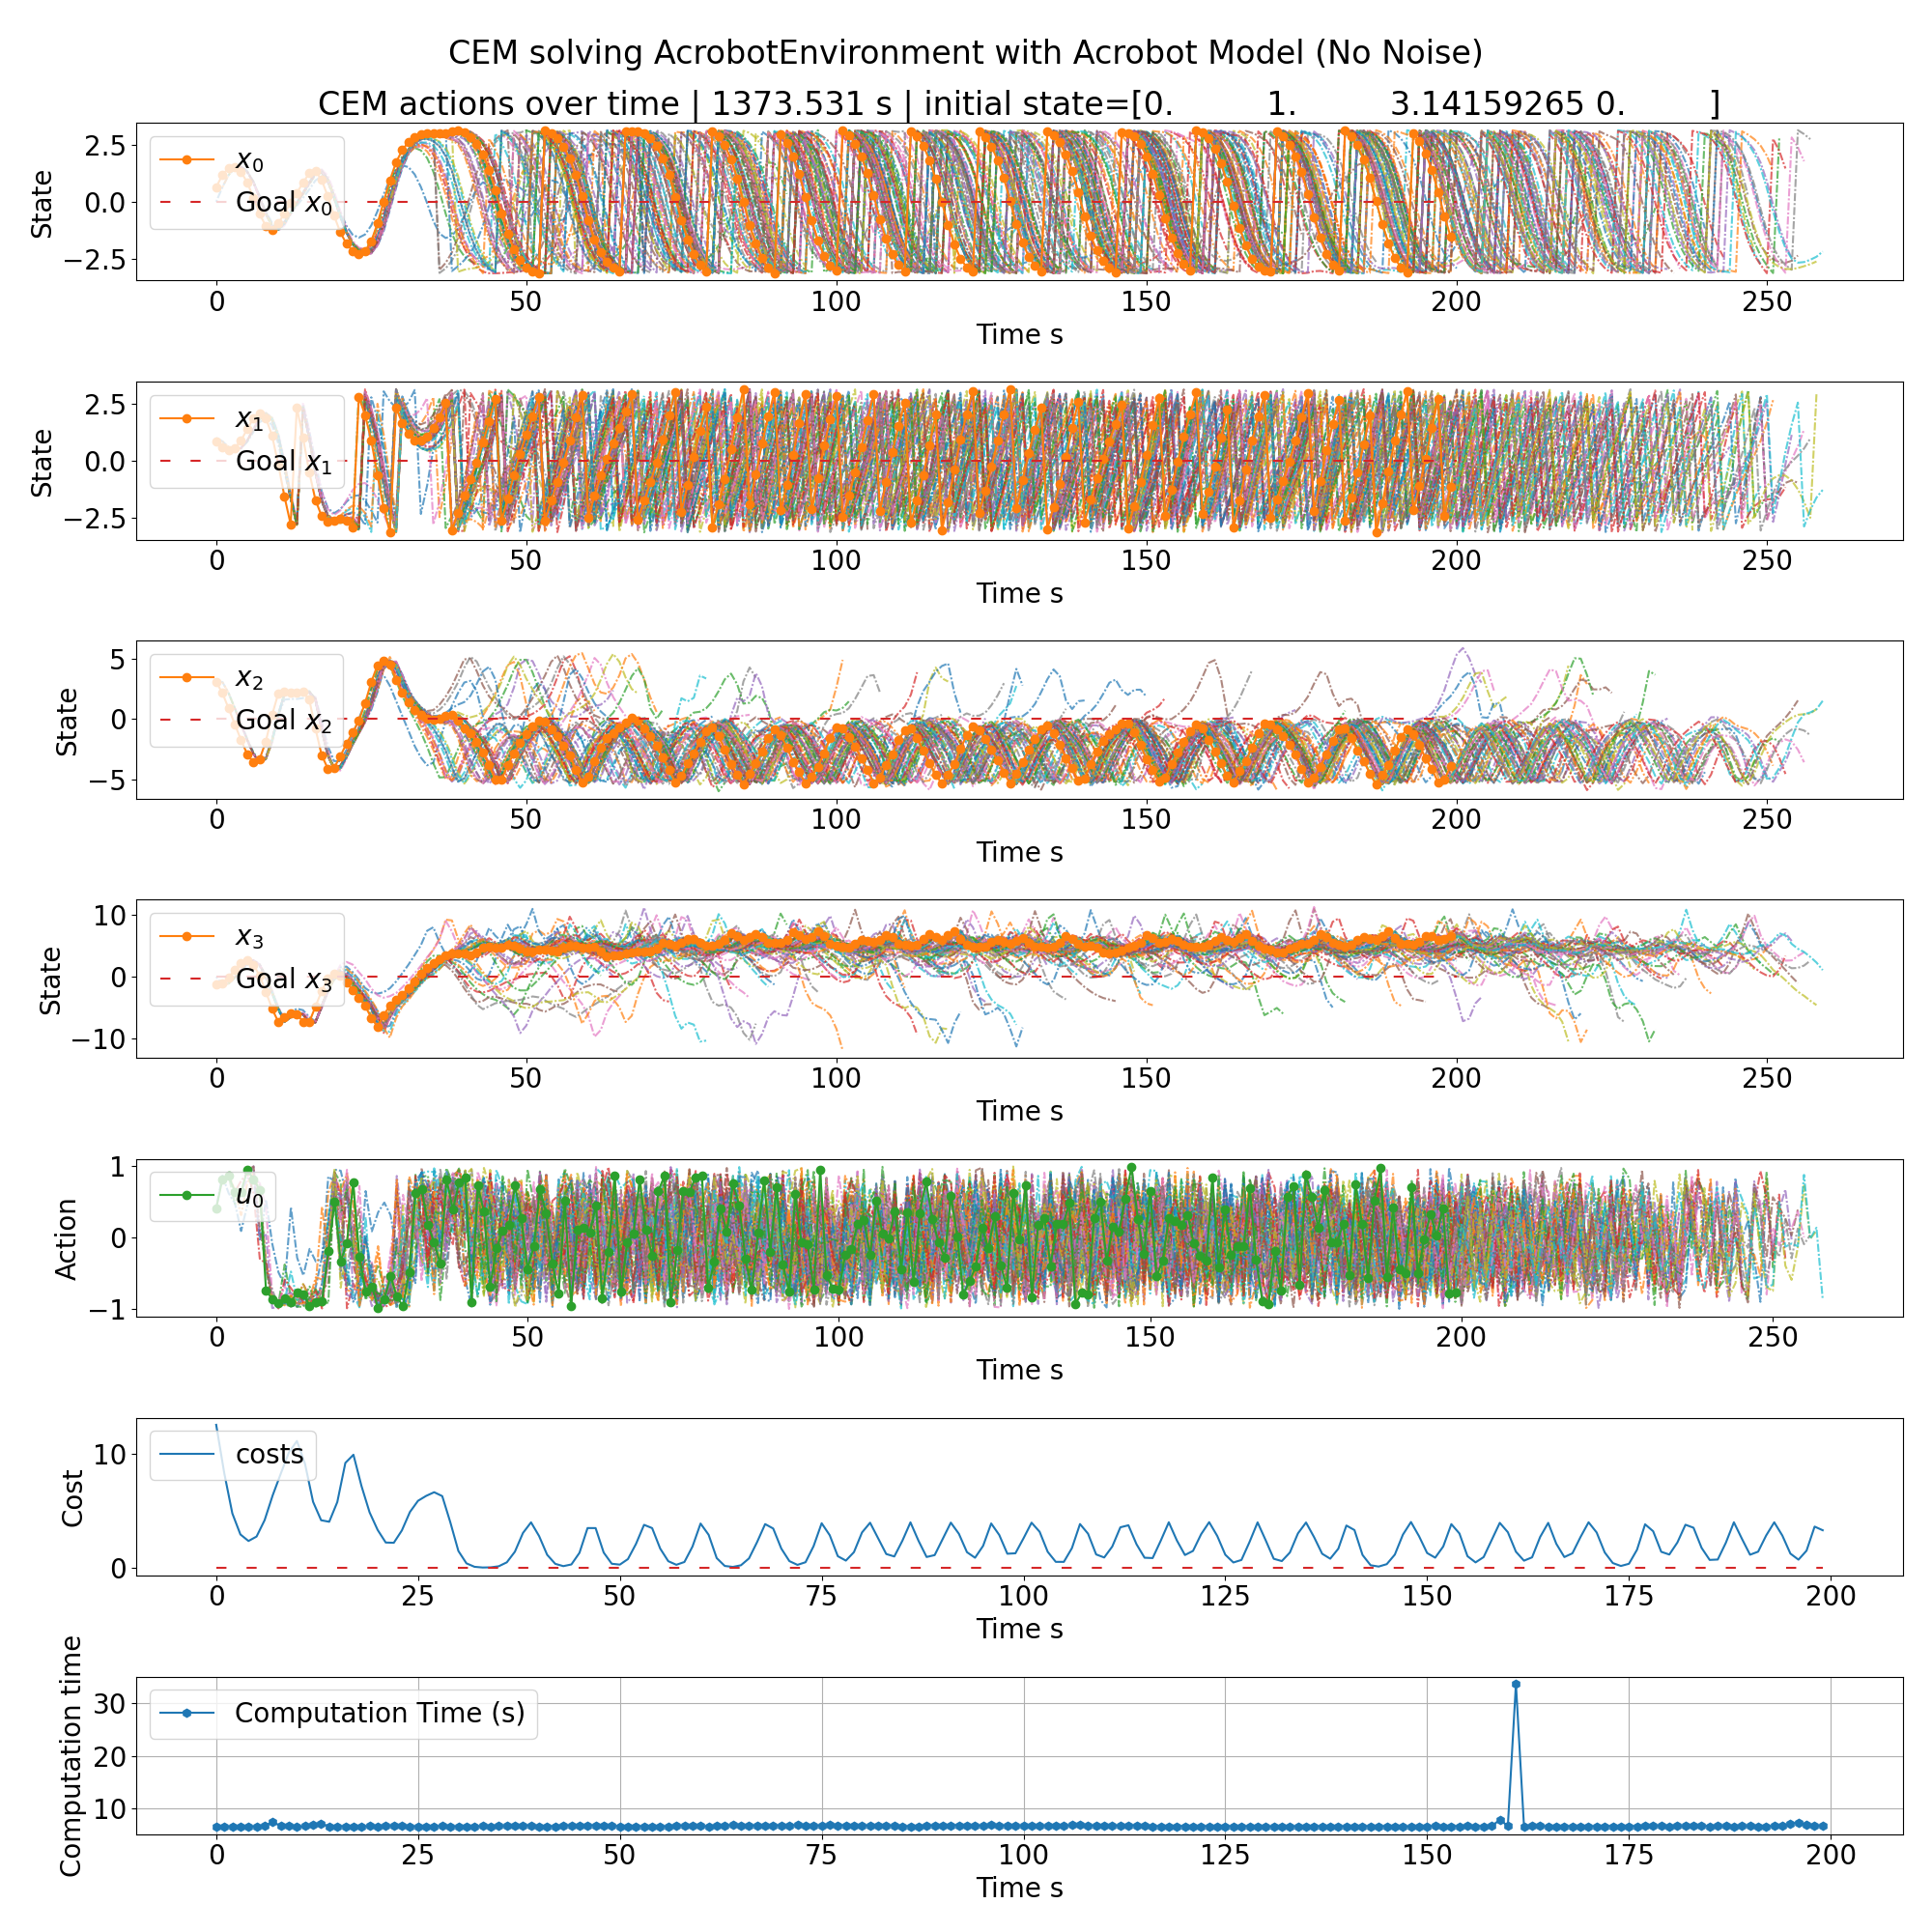 CEM solving AcrobotEnvironment with Acrobot Model (No Noise)
CEM actions over time | 1373.531 s | initial state=[0. 1. 3.14159265 0. ]
State
2.5
0.0
−2.5
x0
Goal x0
0 50 100 150 200 250
Time s
State
2.5
0.0
−2.5
x1
Goal x1
0 50 100 150 200 250
Time s
State
5
0
−5
x2
Goal x2
0 50 100 150 200 250
Time s
State
10
0
−10
x3
Goal x3
0 50 100 150 200 250
Time s
Action
1
0
−1
u0
0 50 100 150 200 250
Time s
Cost
10
0
costs
0 25 50 75 100 125 150 175 200
Time s
Computation time
30
20
10
Computation Time (s)
0 25 50 75 100 125 150 175 200
Time s